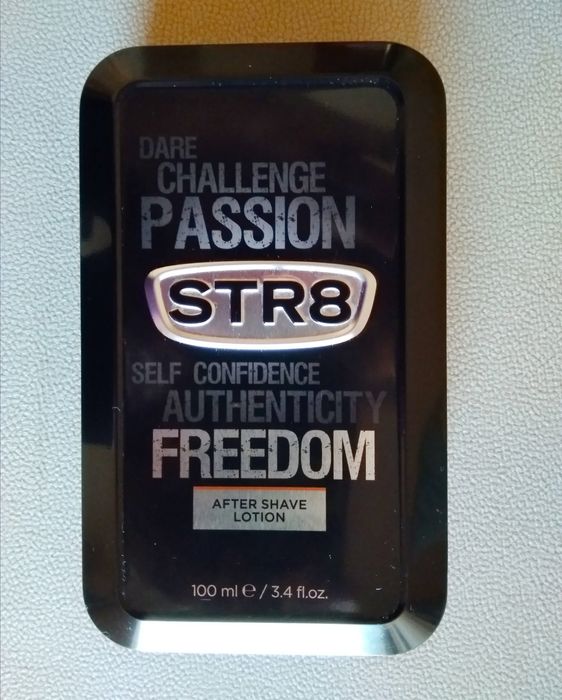 DARE
CHALLENGE
PASSION
STR8
SELF CONFIDENCE
AUTHENTICITY
FREEDOM
AFTER SHAVE
LOTION
100 ml ℮ / 3.4 fl.oz.